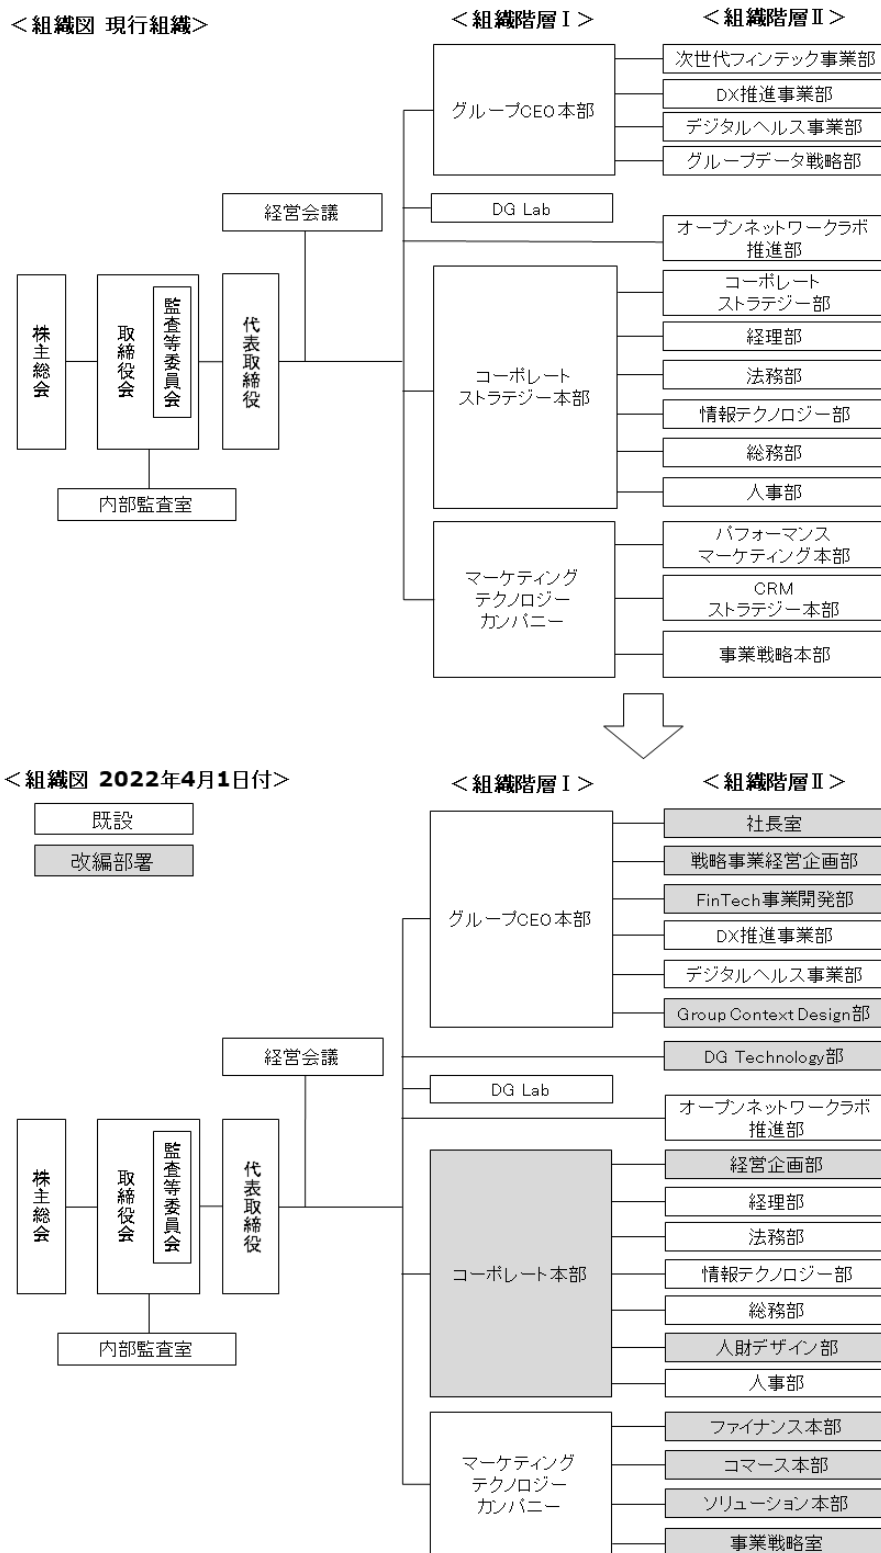 ＜組織図 現行組織＞
＜組織階層Ⅰ＞
＜組織階層Ⅱ＞
グループCEO本部
次世代フィンテック事業部
DX推進事業部
デジタルヘルス事業部
グループデータ戦略部
経営会議
DG Lab
オープンネットワークラボ
推進部
株主総会
取締役会
監査等委員会
代表取締役
内部監査室
コーポレート
ストラテジー本部
コーポレート
ストラテジー部
経理部
法務部
情報テクノロジー部
総務部
人事部
マーケティング
テクノロジー
カンパニー
パフォーマンス
マーケティング本部
CRM
ストラテジー本部
事業戦略本部
＜組織図 2022年4月1日付＞
＜組織階層Ⅰ＞
＜組織階層Ⅱ＞
既設
改編部署
グループCEO本部
社長室
戦略事業経営企画部
FinTech事業開発部
DX推進事業部
デジタルヘルス事業部
Group Context Design部
経営会議
DG Technology部
DG Lab
オープンネットワークラボ
推進部
株主総会
取締役会
監査等委員会
代表取締役
内部監査室
コーポレート本部
経営企画部
経理部
法務部
情報テクノロジー部
総務部
人財デザイン部
人事部
マーケティング
テクノロジー
カンパニー
ファイナンス本部
コマース本部
ソリューション本部
事業戦略室